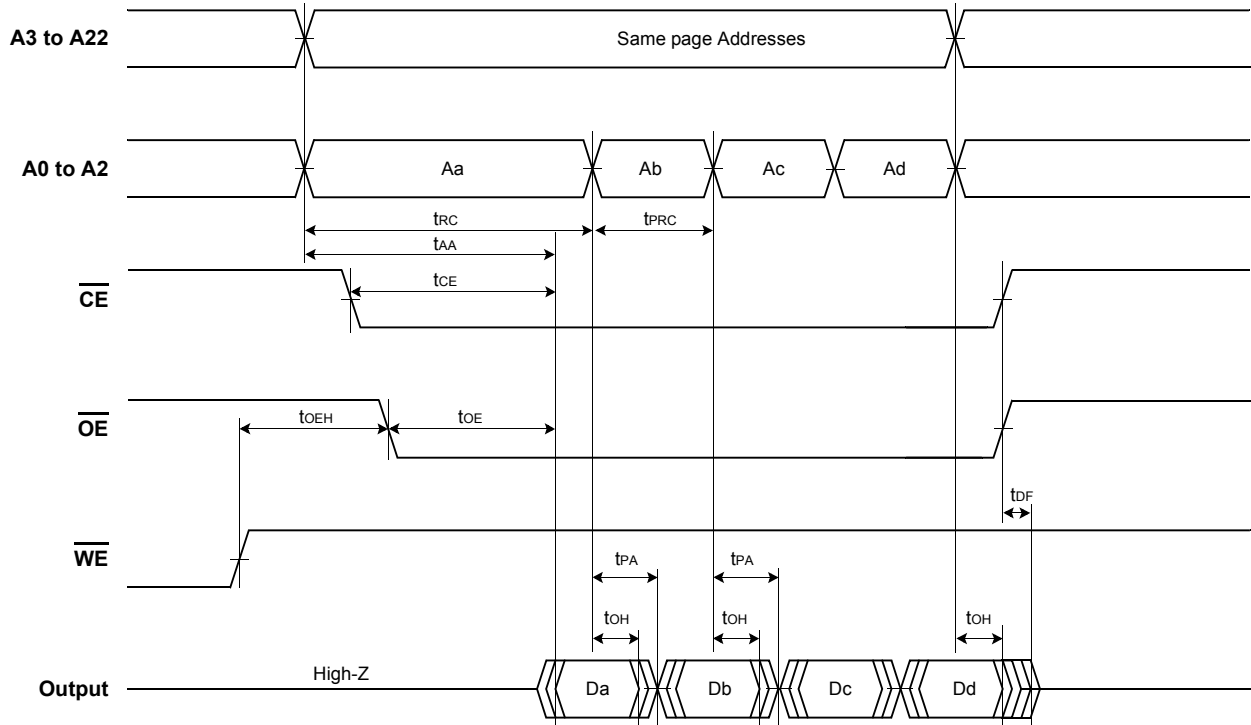 A3 to A22
Same page Addresses
A0 to A2
Aa
Ab
Ac
Ad
tRC
tPRC
tAA
CE
tCE
OE
tOEH
tOE
tDF
WE
tPA
tPA
tOH
tOH
tOH
Output
High-Z
Da
Db
Dc
Dd